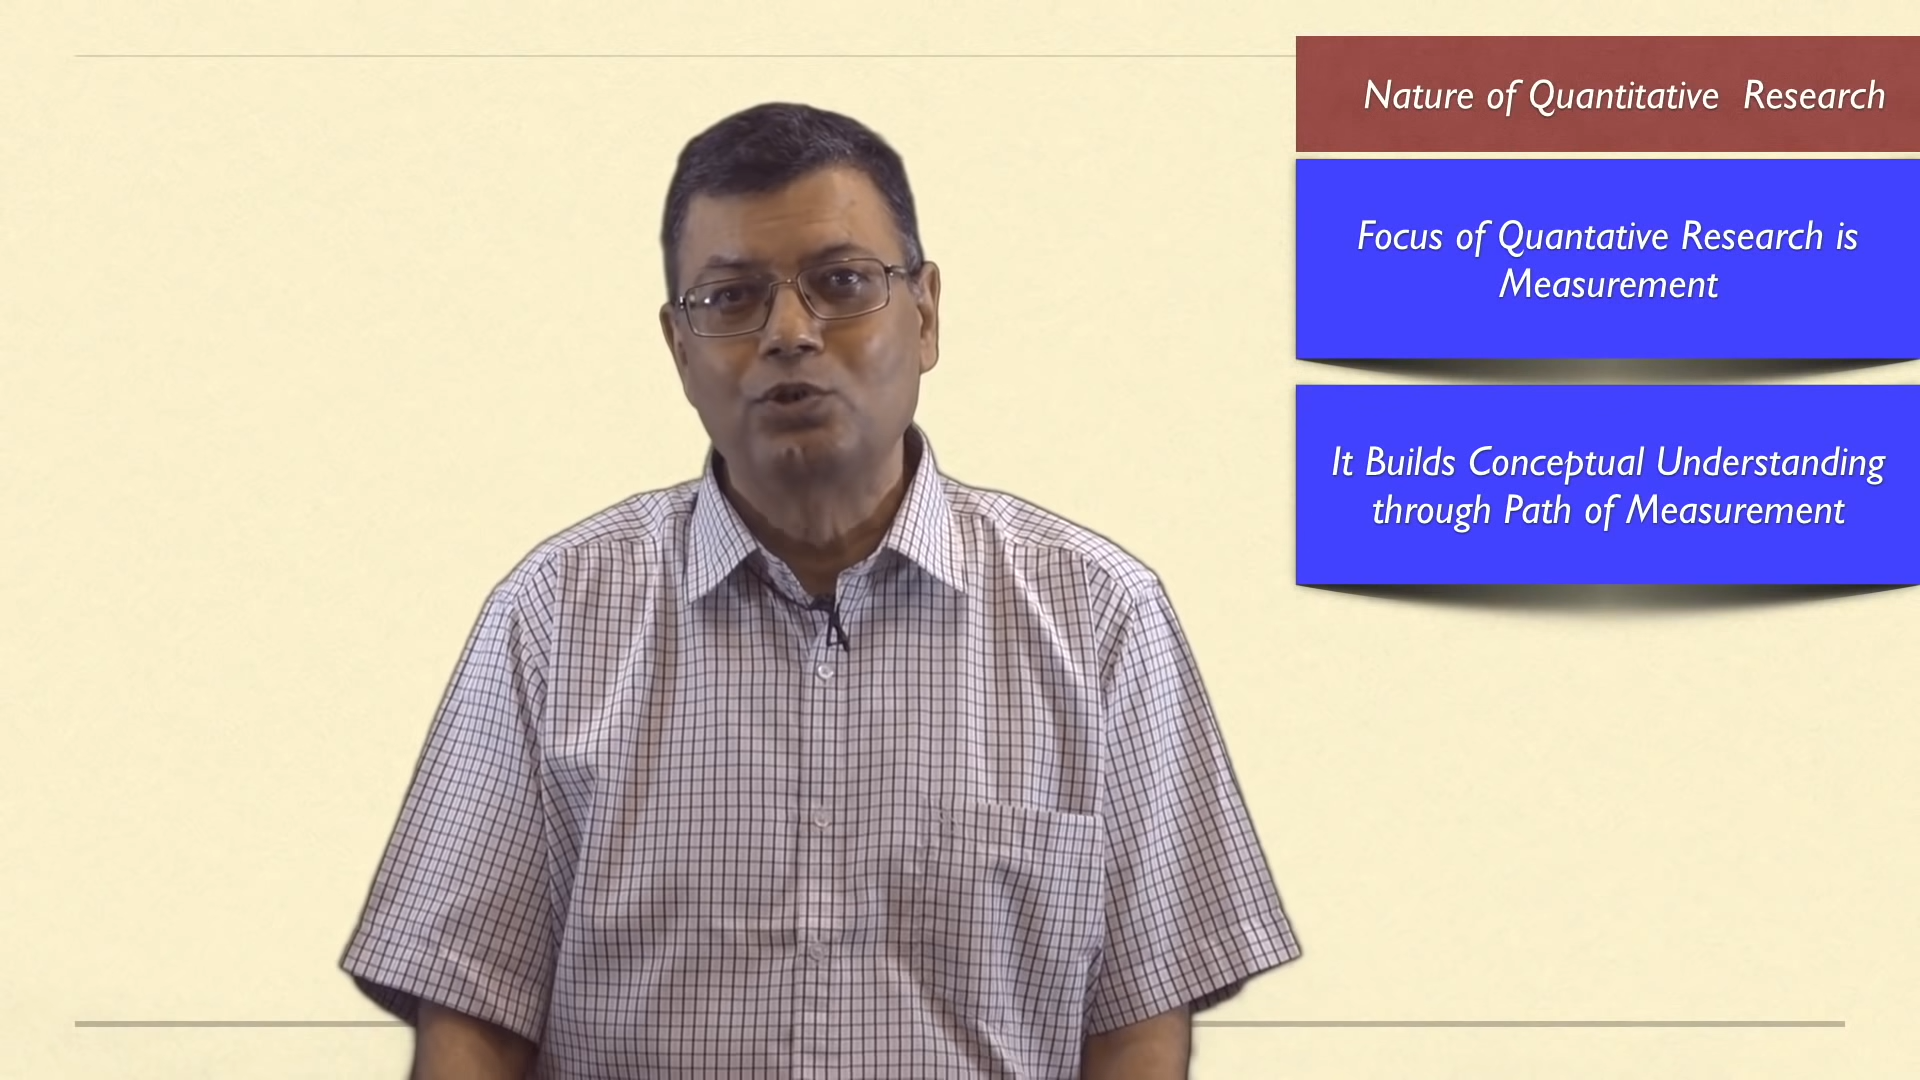 Nature of Quantitative Research
Focus of Quantative Research is
Measurement
It Builds Conceptual Understanding
through Path of Measurement